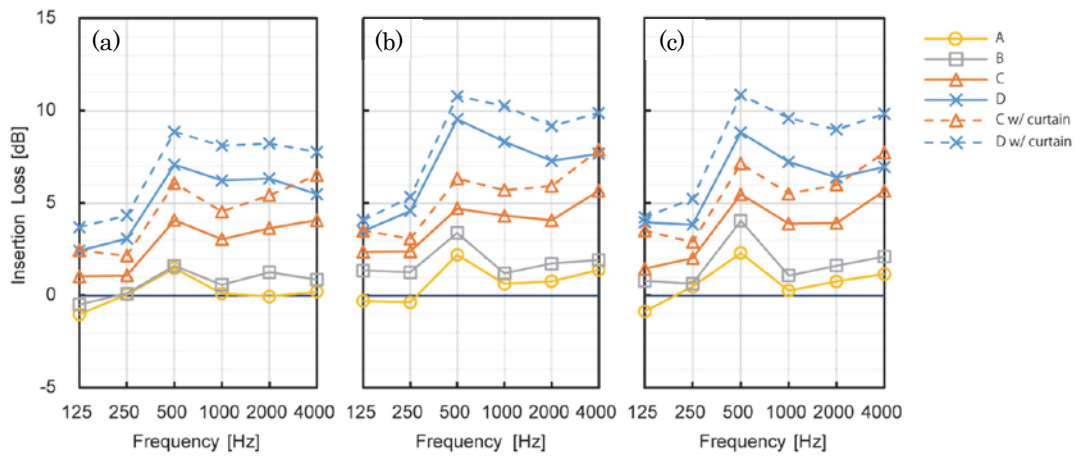 15
10
5
0
-5
Insertion Loss [dB]
(a)
(b)
(c)
125 250 500 1000 2000 4000
125 250 500 1000 2000 4000
125 250 500 1000 2000 4000
Frequency [Hz]
Frequency [Hz]
Frequency [Hz]
A
B
C
D
C w/ curtain
D w/ curtain